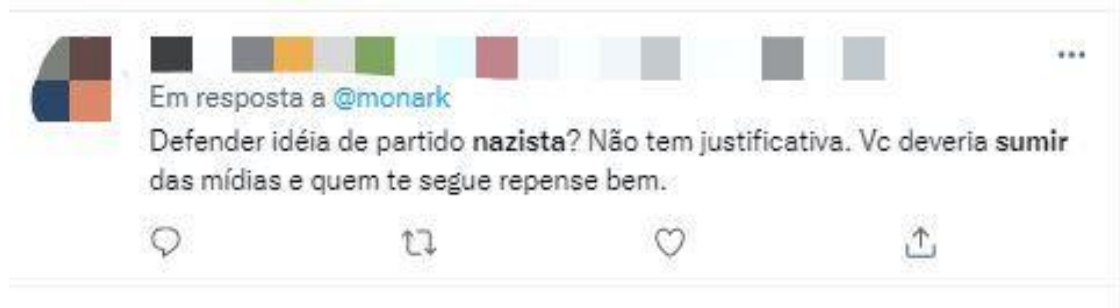 Em resposta a @monark
Defender idéia de partido nazista? Não tem justificativa. Vc deveria sumir
das mídias e quem te segue repense bem.